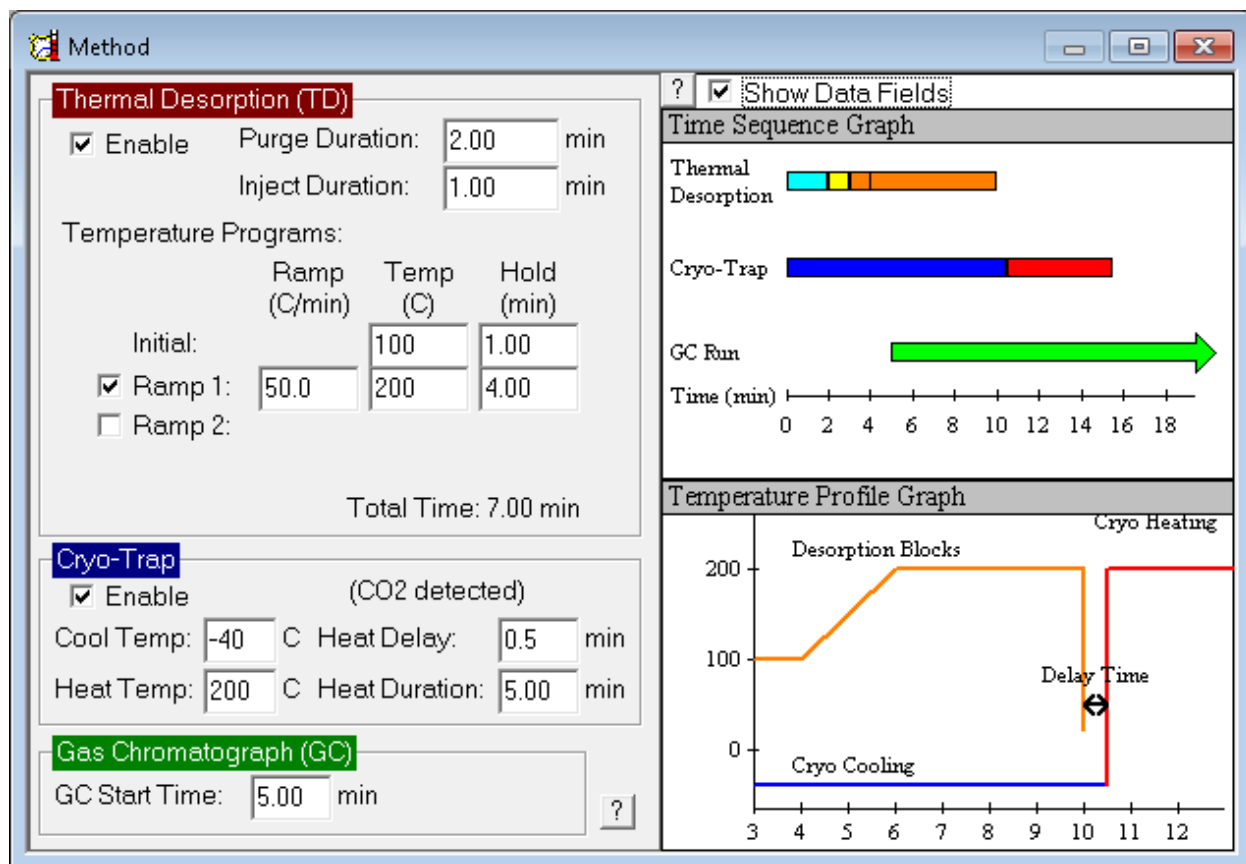 Method
Thermal Desorption (TD)
Enable
Purge Duration: 2.00 min
Inject Duration: 1.00 min
Temperature Programs:
Ramp Temp Hold
(C/min) (C) (min)
Initial: 100 1.00
Ramp 1: 50.0 200 4.00
Ramp 2:
Total Time: 7.00 min
Cryo-Trap
Enable (CO2 detected)
Cool Temp: -40 C Heat Delay: 0.5 min
Heat Temp: 200 C Heat Duration: 5.00 min
Gas Chromatograph (GC)
GC Start Time: 5.00 min
?
? Show Data Fields
Time Sequence Graph
Thermal
Desorption
Cryo-Trap
GC Run
Time (min)
0 2 4 6 8 10 12 14 16 18
Temperature Profile Graph
Cryo Heating
Desorption Blocks
200
100
Delay Time
0
Cryo Cooling
3 4 5 6 7 8 9 10 11 12